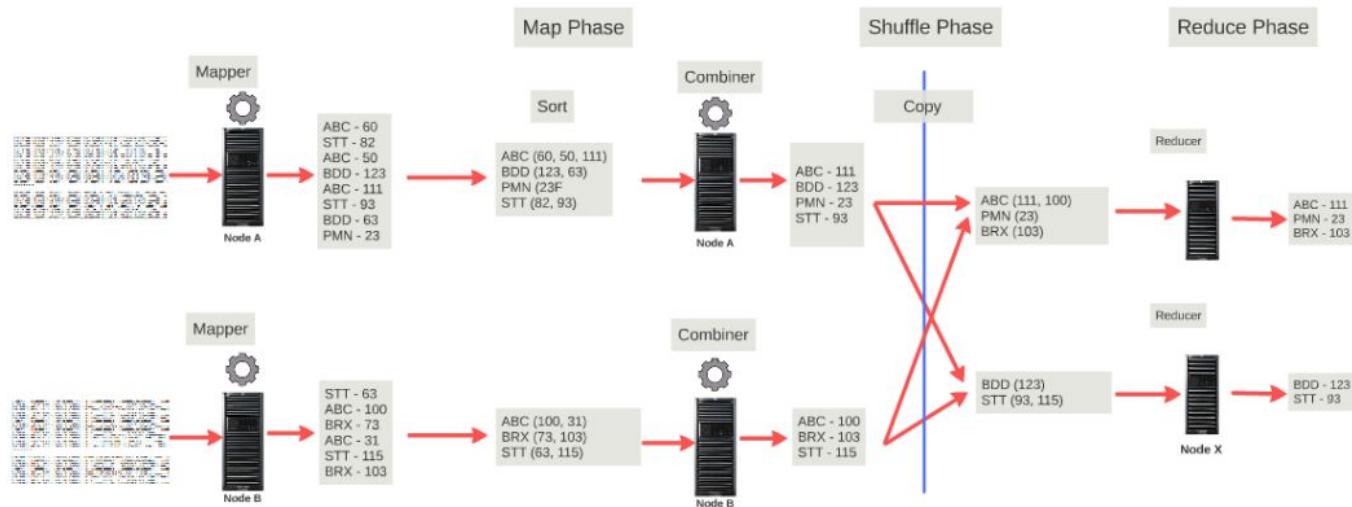 Map Phase
Shuffle Phase
Reduce Phase
Mapper
Combiner
Sort
Copy
Reducer
Node A
ABC - 60
STT - 82
ABC - 50
BDD - 123
ABC - 111
STT - 93
BDD - 63
PMN - 23
ABC (60, 50, 111)
BDD (123, 63)
PMN (23F
STT (82, 93)
Node A
ABC - 111
BDD - 123
PMN - 23
STT - 93
ABC (111, 100)
PMN (23)
BRX (103)
ABC - 111
PMN - 23
BRX - 103
Mapper
Combiner
Reducer
Node B
STT - 63
ABC - 100
BRX - 73
ABC - 31
STT - 115
BRX - 103
ABC (100, 31)
BRX (73, 103)
STT (63, 115)
Node B
ABC - 100
BRX - 103
STT - 115
BDD (123)
STT (93, 115)
Node X
BDD - 123
STT - 93